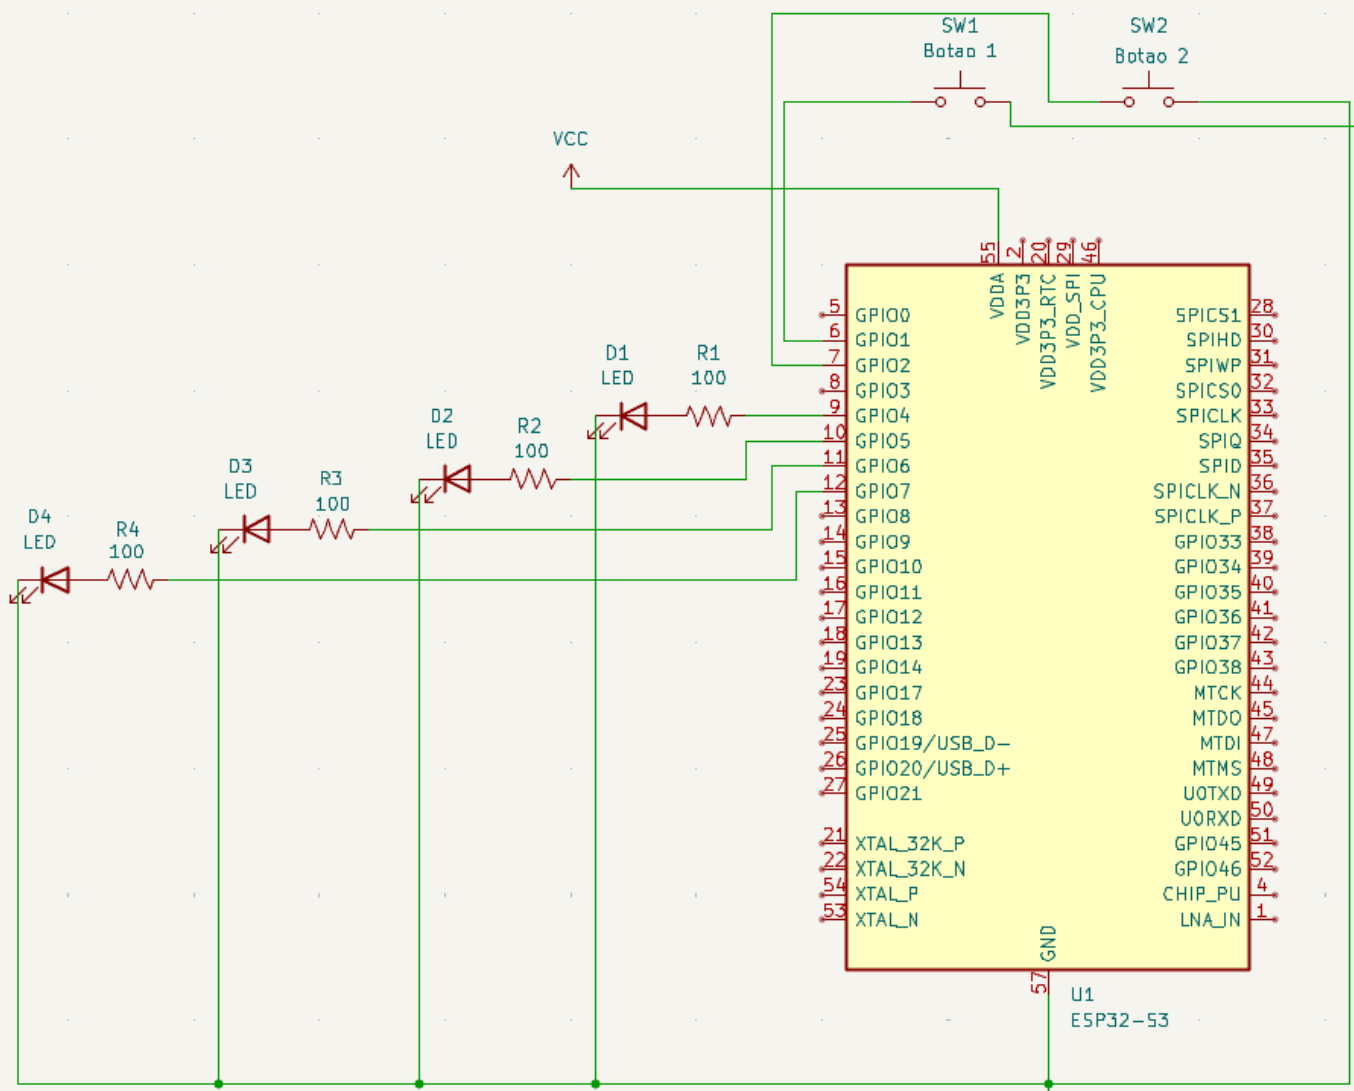 SW1
Botao 1
SW2
Botao 2
VCC
55
2
20
29
46
VDDA
VDD3P3
VDD3P3_RTC
VDD_SPI
VDD3P3_CPU
5
GPIO0
6
GPIO1
7
GPIO2
8
GPIO3
9
GPIO4
10
GPIO5
11
GPIO6
12
GPIO7
13
GPIO8
14
GPIO9
15
GPIO10
16
GPIO11
17
GPIO12
18
GPIO13
19
GPIO14
23
GPIO17
24
GPIO18
25
GPIO19/USB_D-
26
GPIO20/USB_D+
27
GPIO21
21
XTAL_32K_P
22
XTAL_32K_N
54
XTAL_P
53
XTAL_N
SPICS1
28
SPIHD
30
SPIWP
31
SPICS0
32
SPICLK
33
SPIQ
34
SPID
35
SPICLK_N
36
SPICLK_P
37
GPIO33
38
GPIO34
39
GPIO35
40
GPIO36
41
GPIO37
42
GPIO38
43
MTCK
44
MTDO
45
MTDI
47
MTMS
48
U0TXD
49
U0RXD
50
GPIO45
51
GPIO46
52
CHIP_PU
4
LNA_IN
1
GND
57
U1
ESP32-S3
D1
LED
R1
100
D2
LED
R2
100
D3
LED
R3
100
D4
LED
R4
100